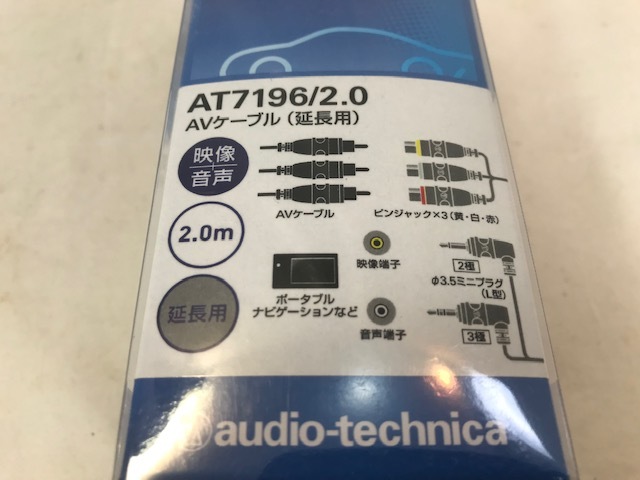 AT7196/2.0
AVケーブル（延長用）
映像
+
音声
AVケーブル
ピンジャック×3（黄・白・赤）
2.0m
映像端子
2極
φ3.5ミニプラグ
（L型）
延長用
ポータブル
ナビゲーションなど
音声端子
3極
audio-technica